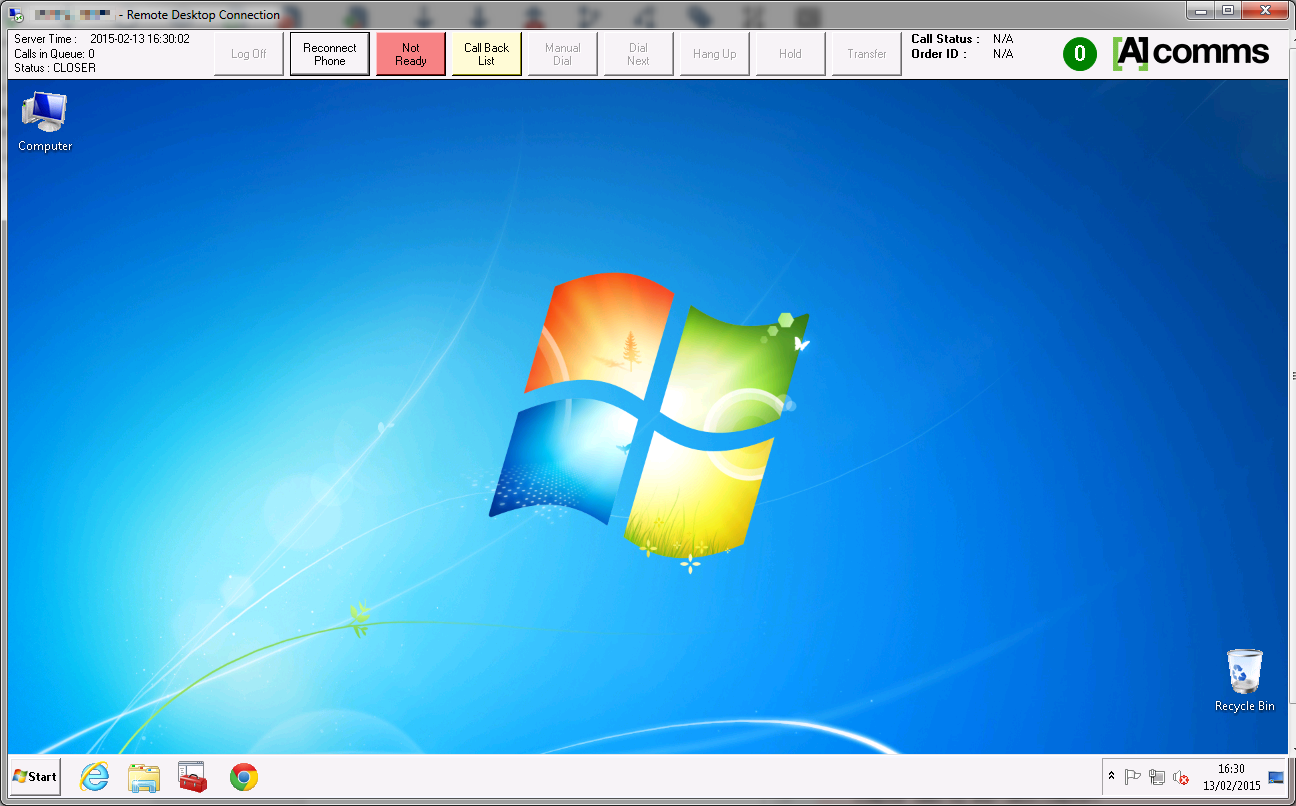 - Remote Desktop Connection
Server Time : 2015-02-13 16:30:02
Calls in Queue: 0
Status : CLOSER
Log Off
Reconnect
Phone
Not
Ready
Call Back
List
Manual
Dial
Dial
Next
Hang Up
Hold
Transfer
Call Status : N/A
Order ID : N/A
0
[A]comms
Computer
Recycle Bin
Start
16:30
13/02/2015